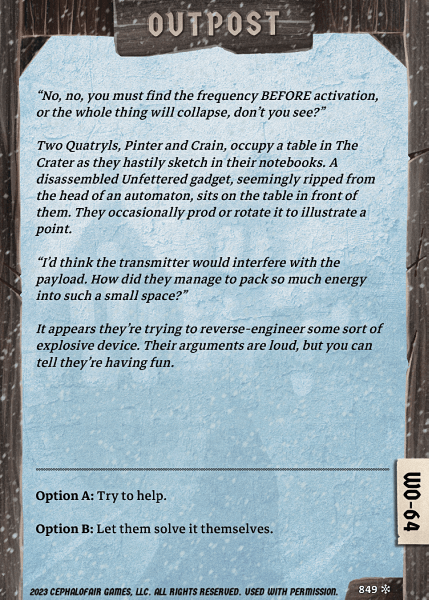 OUTPOST
“No, no, you must find the frequency BEFORE activation,
or the whole thing will collapse, don’t you see?”
Two Quatryls, Pinter and Crain, occupy a table in The
Crater as they hastily sketch in their notebooks. A
disassembled Unfettered gadget, seemingly ripped from
the head of an automaton, sits on the table in front of
them. They occasionally prod or rotate it to illustrate a
point.
“I’d think the transmitter would interfere with the
payload. How did they manage to pack so much energy
into such a small space?”
It appears they’re trying to reverse-engineer some sort of
explosive device. Their arguments are loud, but you can
tell they’re having fun.
Option A: Try to help.
Option B: Let them solve it themselves.
WO-64
2023 CEPHALOFAIR GAMES, LLC. ALL RIGHTS RESERVED. USED WITH PERMISSION.
849